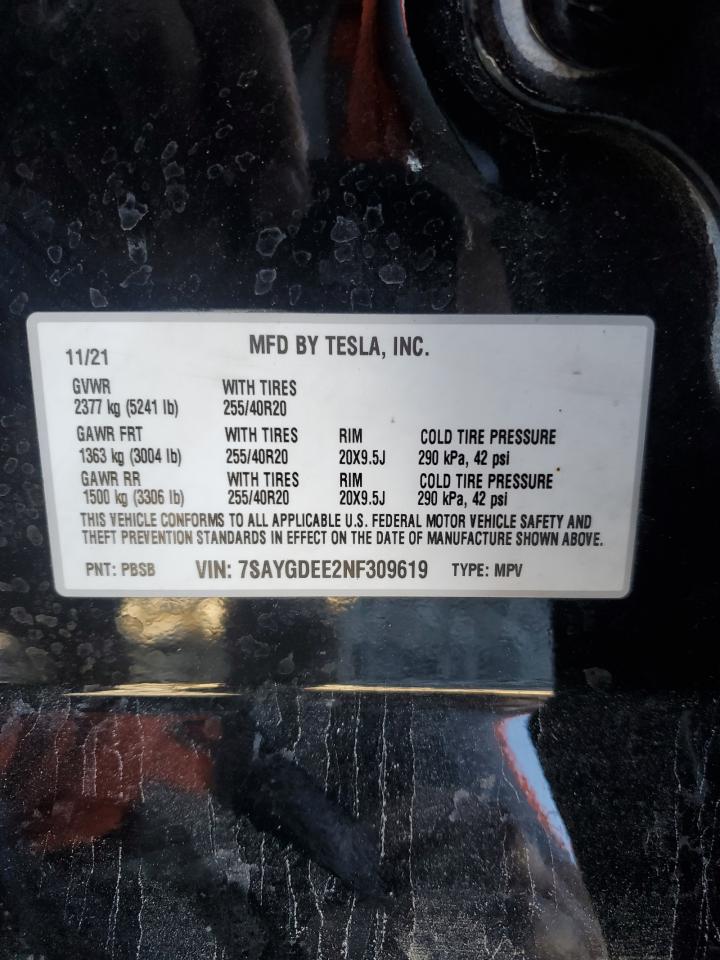 MFD BY TESLA, INC.
11/21
GVWR WITH TIRES
2377 kg (5241 lb) 255/40R20
GAWR FRT WITH TIRES RIM COLD TIRE PRESSURE
1363 kg (3004 lb) 255/40R20 20X9.5J 290 kPa, 42 psi
GAWR RR WITH TIRES RIM COLD TIRE PRESSURE
1500 kg (3306 lb) 255/40R20 20X9.5J 290 kPa, 42 psi
THIS VEHICLE CONFORMS TO ALL APPLICABLE U.S. FEDERAL MOTOR VEHICLE SAFETY AND
THEFT PREVENTION STANDARDS IN EFFECT ON THE DATE OF MANUFACTURE SHOWN ABOVE.
PNT: PBSB VIN: 7SAYGDEE2NF309619 TYPE: MPV